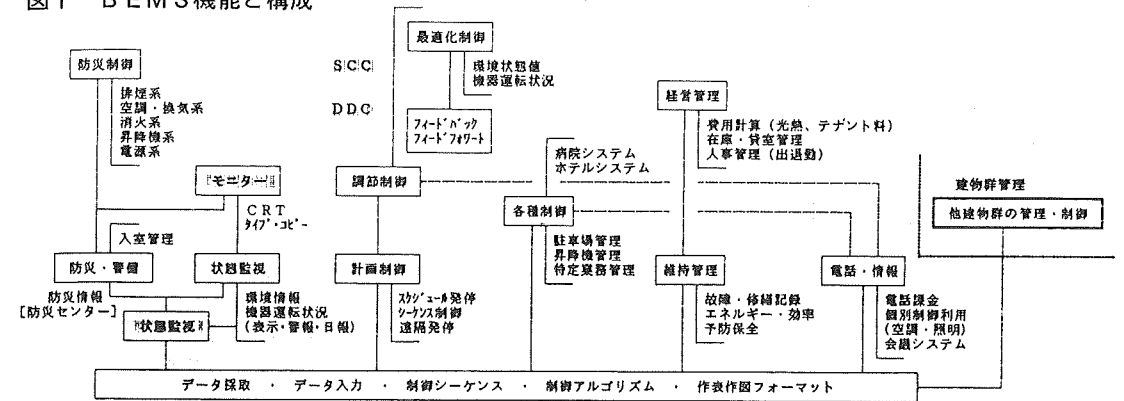 図1 BEMS機能と構成
防災制御
排煙系
空調・換気系
消火系
昇降機系
電源系
モニター
CRT
ﾀｲﾌﾟ･ｺﾋﾟｰ
入室管理
防災・警備
防災情報
[防災センター]
状態監視
環境情報
機器運転状況
(表示・警報・日報)
状態監視
SCC
DDC
最適化制御
環境状態値
機器運転状況
ﾌｨｰﾄﾞﾊﾞｯｸ
ﾌｨｰﾄﾞﾌｫﾜｰﾄ
調節制御
計画制御
ｽｹｼﾞｭｰﾙ発停
ｼｰｹﾝｽ制御
遠隔発停
病院システム
ホテルシステム
各種制御
駐車場管理
昇降機管理
特定業務管理
経営管理
費用計算(光熱、テナント料)
在庫・貸室管理
人事管理(出退勤)
維持管理
故障・修繕記録
エネルギー・効率
予防保全
電話・情報
電話課金
個別制御利用
(空調・照明)
会議システム
建物群管理
他建物群の管理・制御
データ採取 ・ データ入力 ・ 制御シーケンス ・ 制御アルゴリズム ・ 作表作図フォーマット